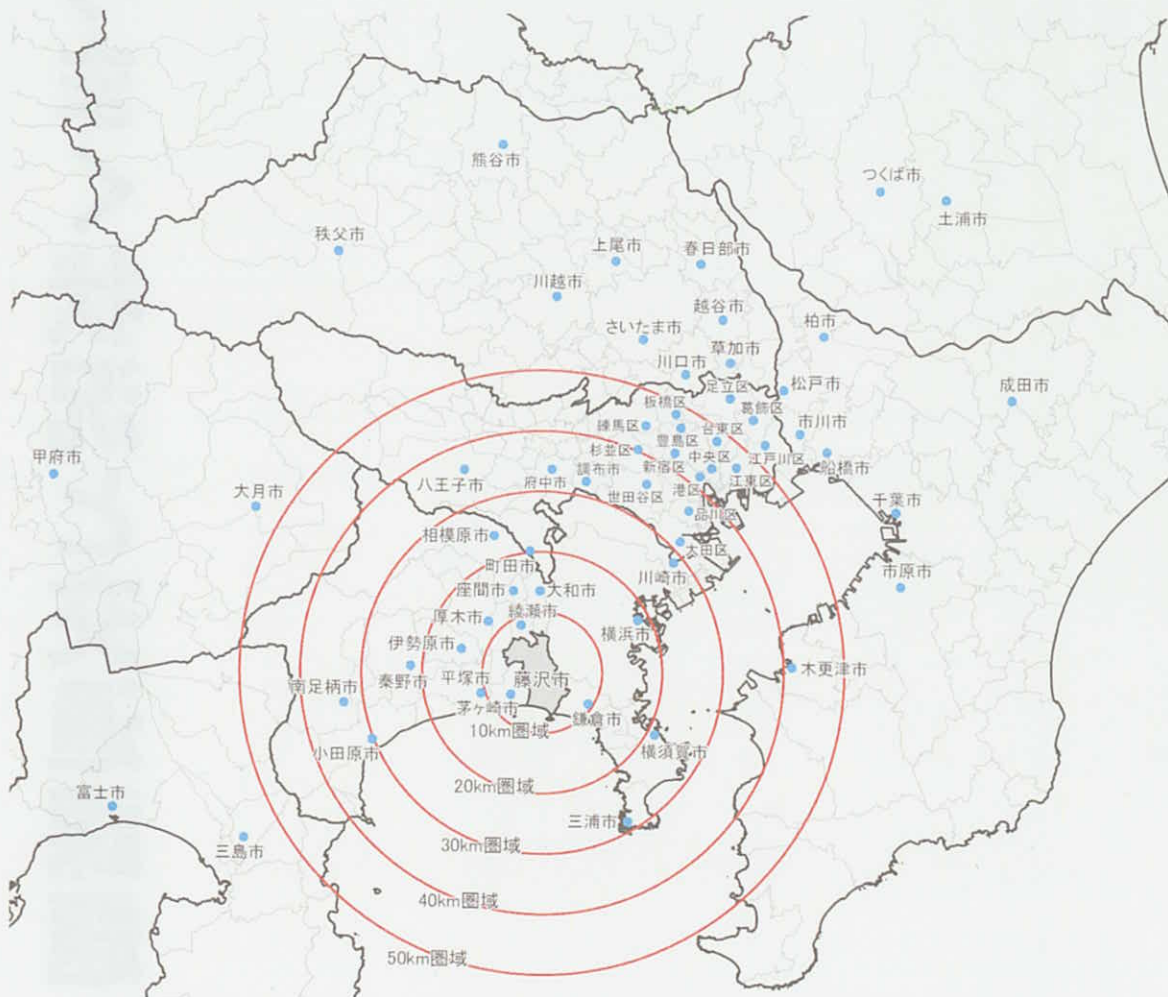 熊谷市
つくば市
土浦市
秩父市
上尾市
春日部市
川越市
越谷市
さいたま市
柏市
草加市
川口市
足立区
松戸市
成田市
板橋区
葛飾区
練馬区
台東区
市川市
豊島区
杉並区
中央区
江戸川区
船橋市
甲府市
八王子市
府中市
調布市
新宿区
江東区
大月市
世田谷区
港区
千葉市
品川区
相模原市
町田市
太田区
川崎市
市原市
座間市
大和市
綾瀬市
厚木市
横浜市
伊勢原市
秦野市
平塚市
藤沢市
木更津市
南足柄市
茅ヶ崎市
鎌倉市
10km圏域
小田原市
横須賀市
20km圏域
富士市
三浦市
三島市
30km圏域
40km圏域
50km圏域